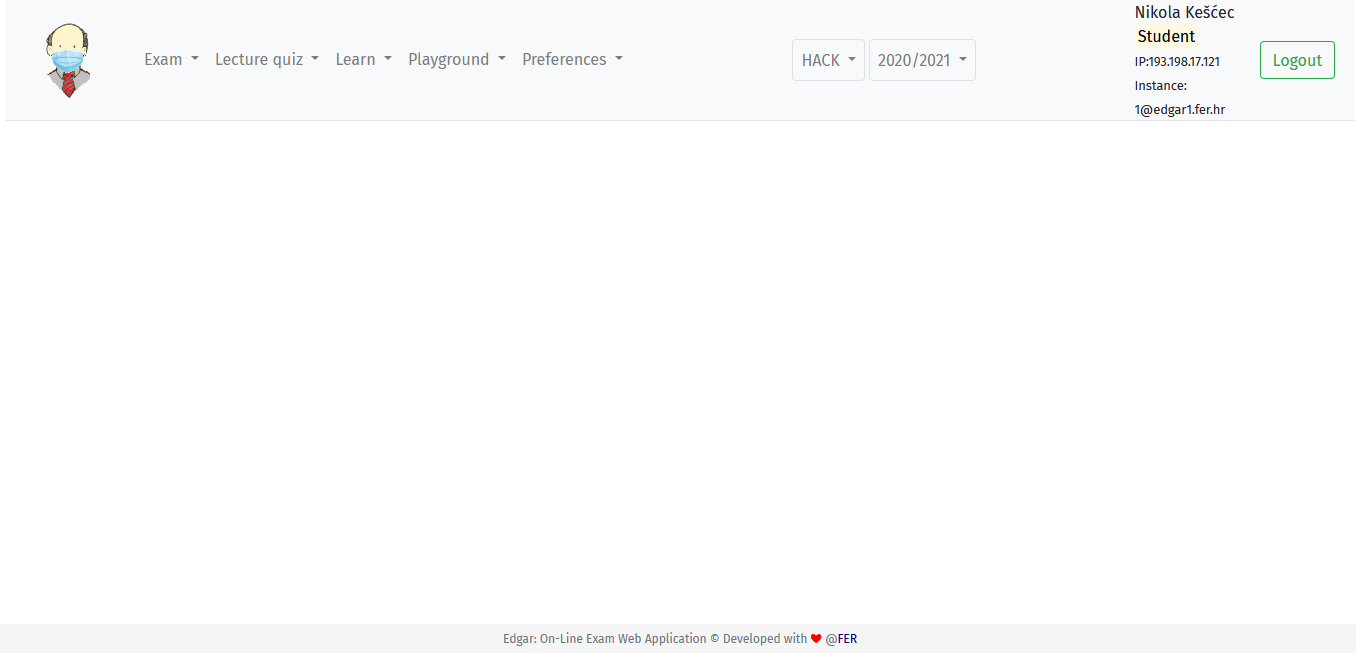 Exam
Lecture quiz
Learn
Playground
Preferences
HACK
2020/2021
Nikola Kešćec
Student
IP:193.198.17.121
Instance:
1@edgar1.fer.hr
Logout
Edgar: On-Line Exam Web Application © Developed with ❤ @FER